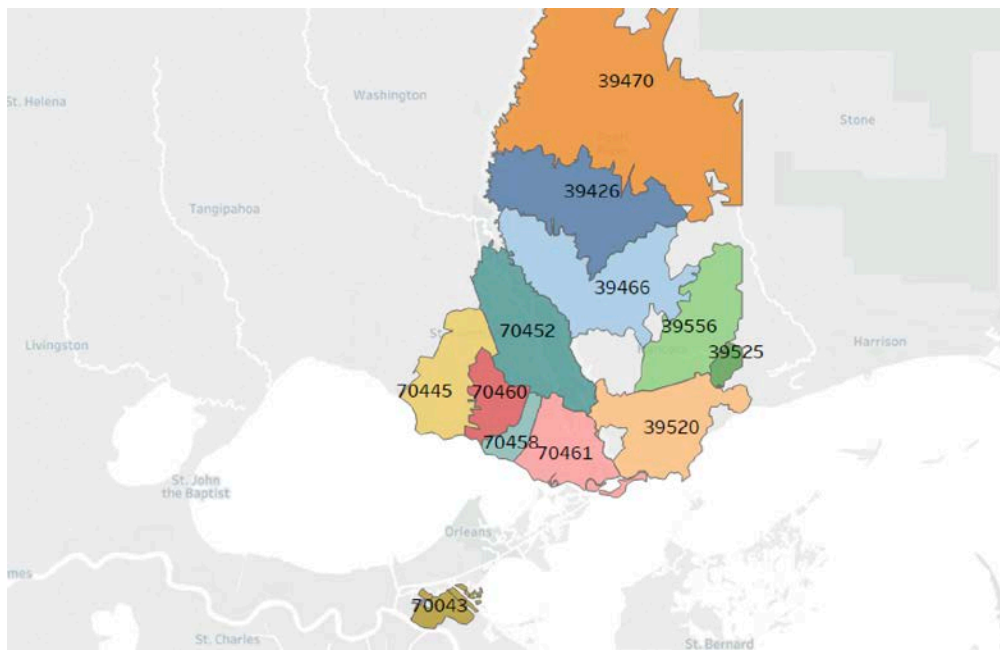 39470
Washington
St. Helena
Stone
39426
Tangipahoa
39466
39556
70452
Livingston
Harrison
39525
70445
70460
39520
70458
70461
St. John
the Baptist
Orleans
mes
70043
St. Charles
St. Bernard